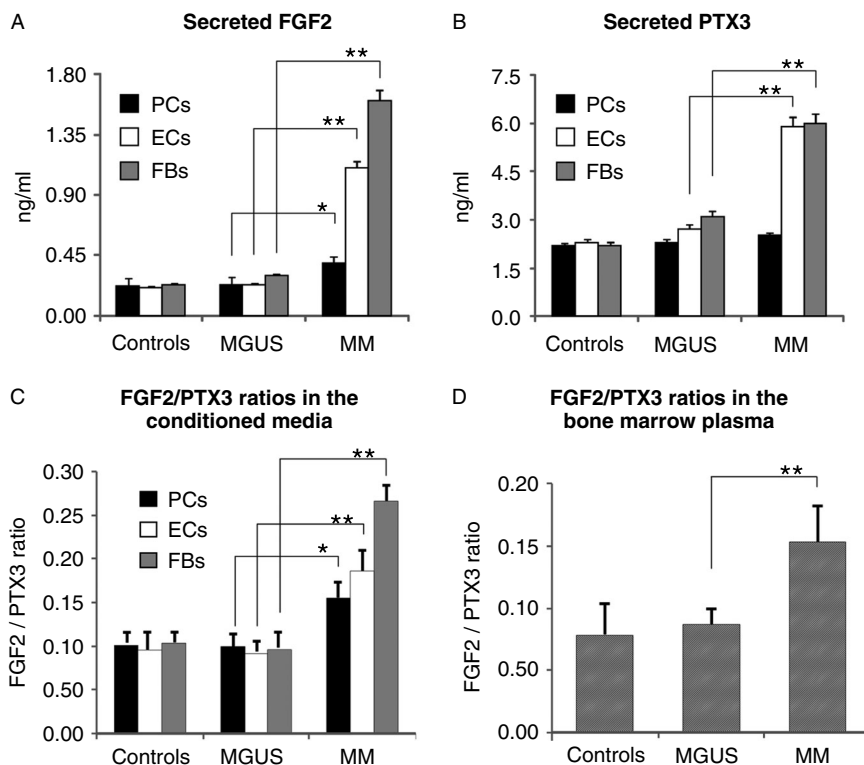 A
Secreted FGF2
1.80
1.35
0.90
0.45
0.00
ng/ml
PCs
ECs
FBs
*
**
**
Controls
MGUS
MM
B
Secreted PTX3
7.5
6.0
4.5
3.0
1.5
0.0
ng/ml
PCs
ECs
FBs
**
**
Controls
MGUS
MM
C
FGF2/PTX3 ratios in the
conditioned media
0.30
0.25
0.20
0.15
0.10
0.50
0.00
FGF2 / PTX3 ratio
PCs
ECs
FBs
*
**
**
Controls
MGUS
MM
D
FGF2/PTX3 ratios in the
bone marrow plasma
0.20
0.15
0.10
0.50
0.00
FGF2 / PTX3 ratio
**
Controls
MGUS
MM